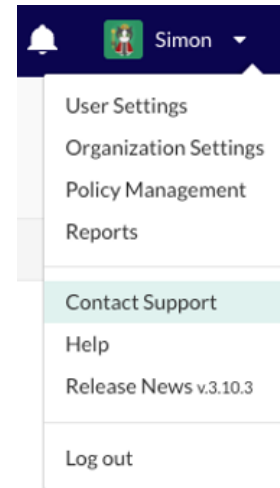 Simon
User Settings
Organization Settings
Policy Management
Reports
Contact Support
Help
Release News v.3.10.3
Log out